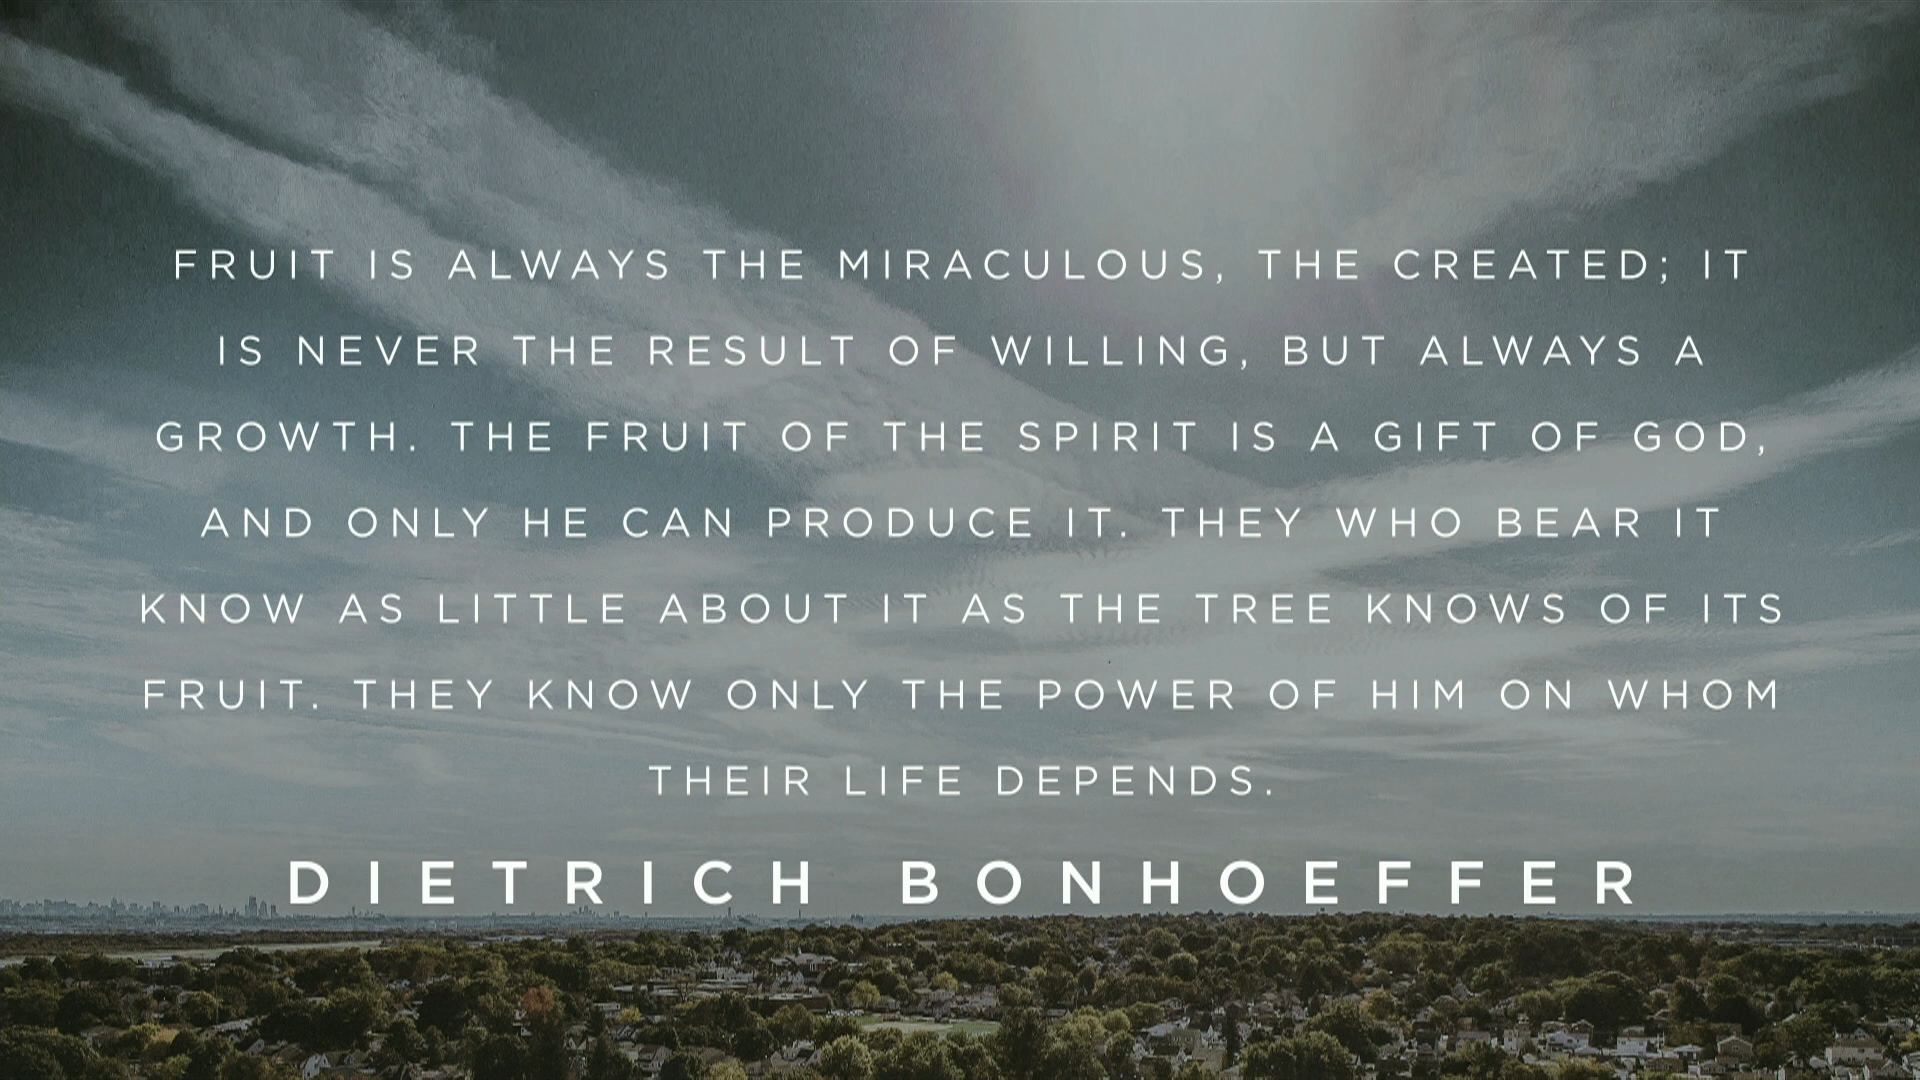 FRUIT IS ALWAYS THE MIRACULOUS, THE CREATED; IT
IS NEVER THE RESULT OF WILLING, BUT ALWAYS A
GROWTH. THE FRUIT OF THE SPIRIT IS A GIFT OF GOD,
AND ONLY HE CAN PRODUCE IT. THEY WHO BEAR IT
KNOW AS LITTLE ABOUT IT AS THE TREE KNOWS OF ITS
FRUIT. THEY KNOW ONLY THE POWER OF HIM ON WHOM
THEIR LIFE DEPENDS.
DIETRICH BONHOEFFER